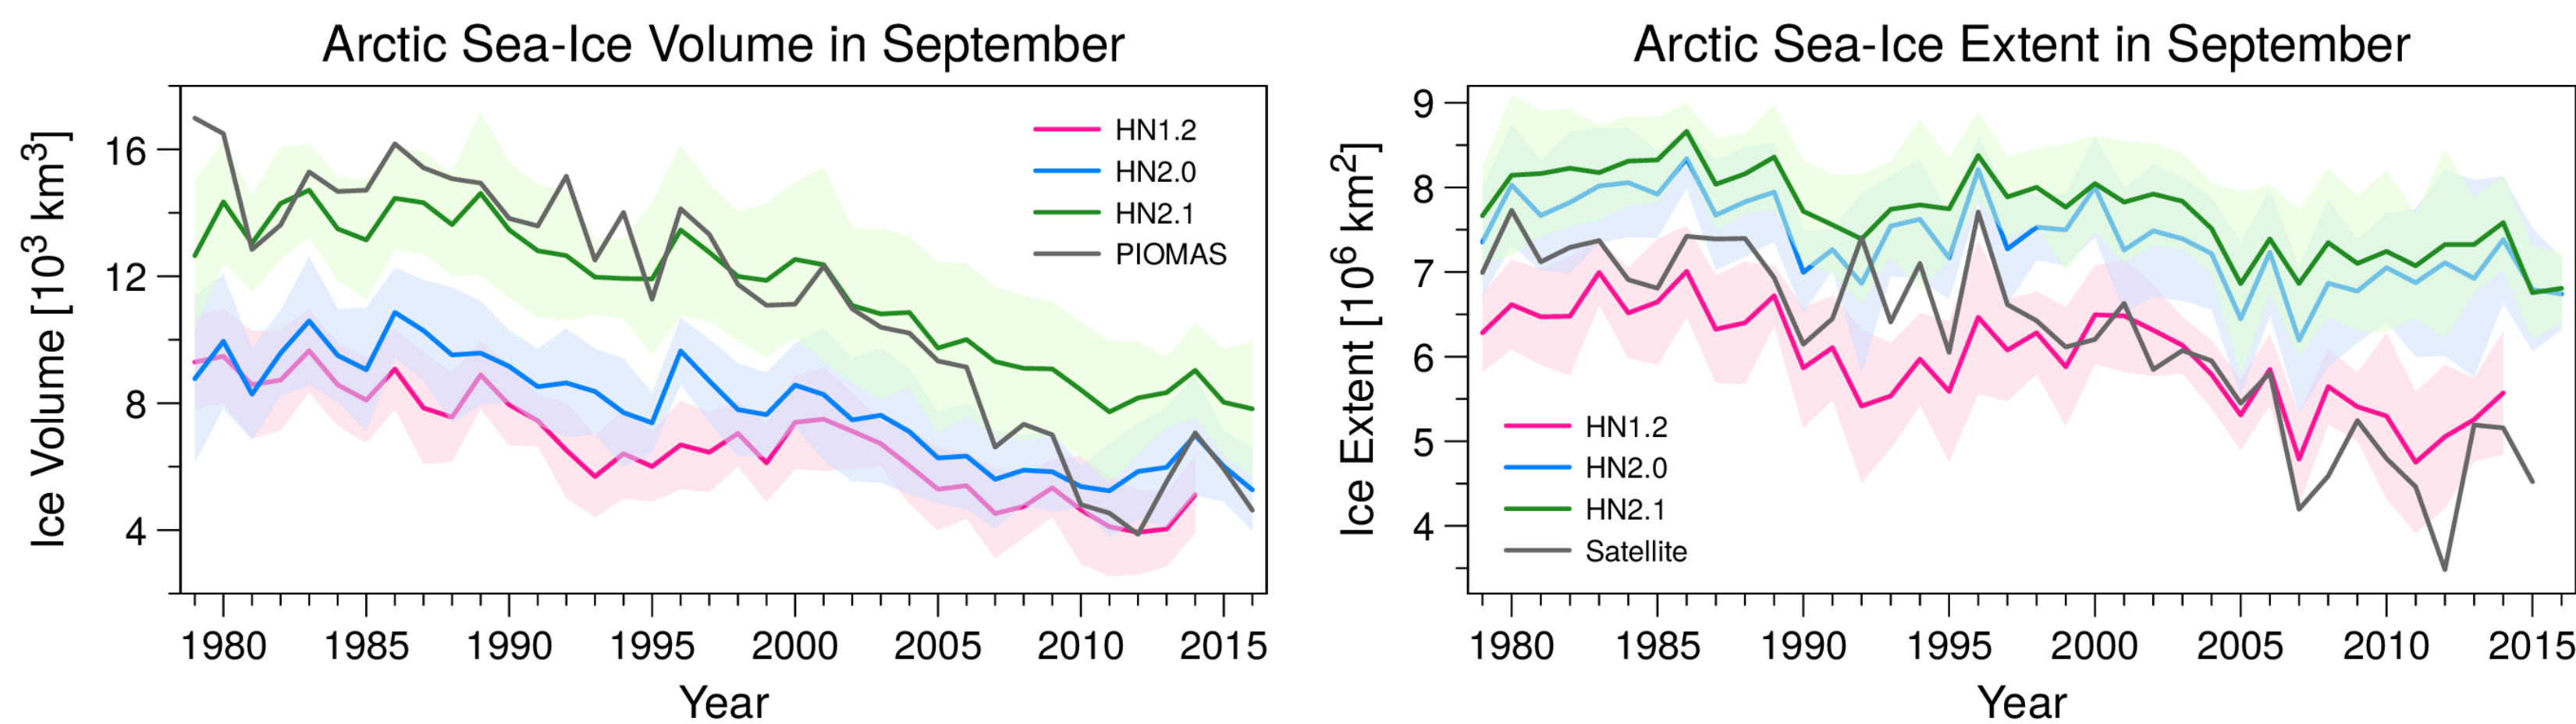 Arctic Sea-Ice Volume in September
Ice Volume [10³ km³]
16
12
8
4
HN1.2
HN2.0
HN2.1
PIOMAS
1980 1985 1990 1995 2000 2005 2010 2015
Year
Arctic Sea-Ice Extent in September
Ice Extent [10⁶ km²]
9
8
7
6
5
4
HN1.2
HN2.0
HN2.1
Satellite
1980 1985 1990 1995 2000 2005 2010 2015
Year